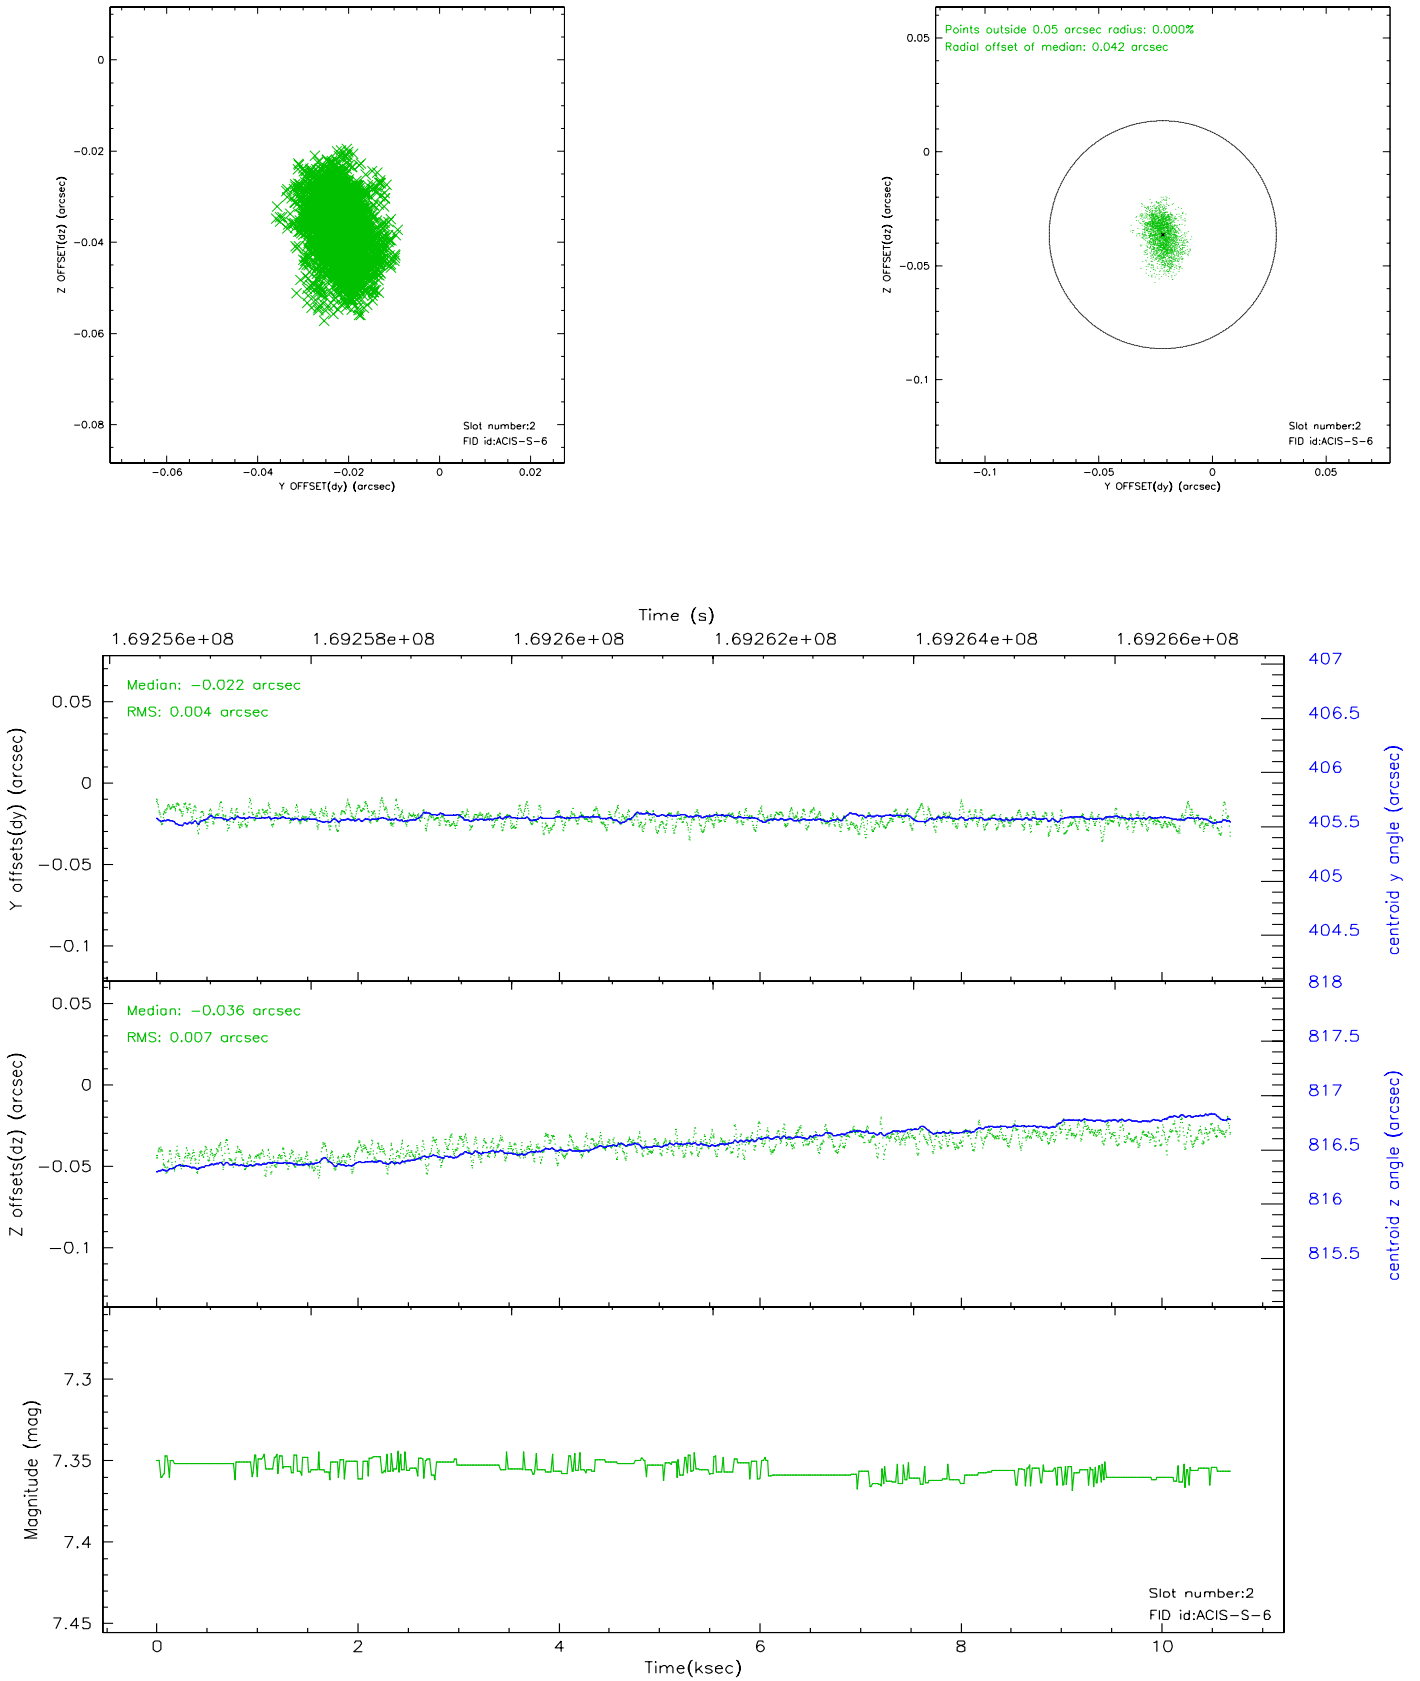 0
−0.02
−0.04
−0.06
−0.08
Z OFFSET(dz) (arcsec)
Slot number:2
FID id:ACIS−S−6
−0.06
−0.04
−0.02
0
0.02
Y OFFSET(dy) (arcsec)
Points outside 0.05 arcsec radius: 0.000%
Radial offset of median: 0.042 arcsec
0.05
0
−0.05
−0.1
Z OFFSET(dz) (arcsec)
Slot number:2
FID id:ACIS−S−6
−0.1
−0.05
0
0.05
Y OFFSET(dy) (arcsec)
Time (s)
1.69256e+08
1.69258e+08
1.6926e+08
1.69262e+08
1.69264e+08
1.69266e+08
Median: −0.022 arcsec
RMS: 0.004 arcsec
0.05
0
−0.05
−0.1
Y offsets(dy) (arcsec)
407
406.5
406
405.5
405
404.5
centroid y angle (arcsec)
Median: −0.036 arcsec
RMS: 0.007 arcsec
0.05
0
−0.05
−0.1
Z offsets(dz) (arcsec)
818
817.5
817
816.5
816
815.5
centroid z angle (arcsec)
7.3
7.35
7.4
7.45
Magnitude (mag)
Slot number:2
FID id:ACIS−S−6
0
2
4
6
8
10
Time(ksec)